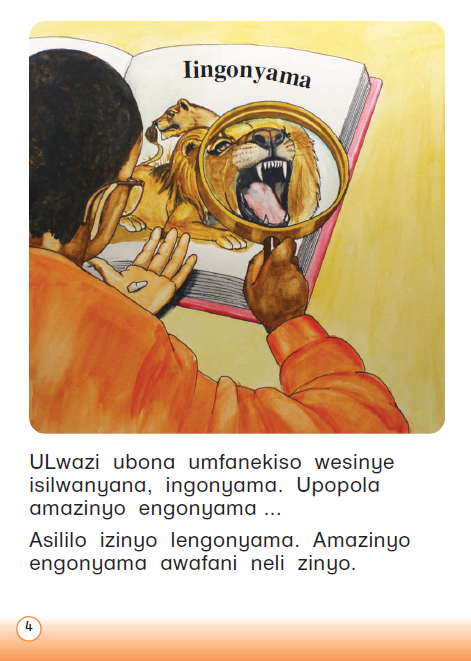 Iingonyama
ULwazi ubona umfanekiso wesinye
isilwanyana, ingonyama. Upopola
amazinyo engonyama ...
Asililo izinyo lengonyama. Amazinyo
engonyama awafani neli zinyo.
4